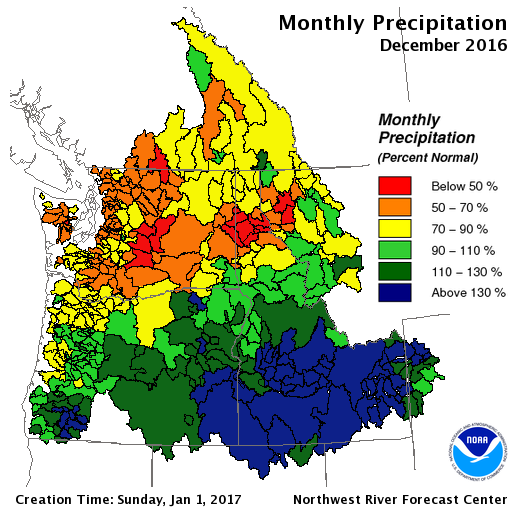 Monthly Precipitation
December 2016
Monthly
Precipitation
(Percent Normal)
Below 50 %
50 – 70 %
70 – 90 %
90 – 110 %
110 – 130 %
Above 130 %
NOAA
Creation Time: Sunday, Jan 1, 2017
Northwest River Forecast Center